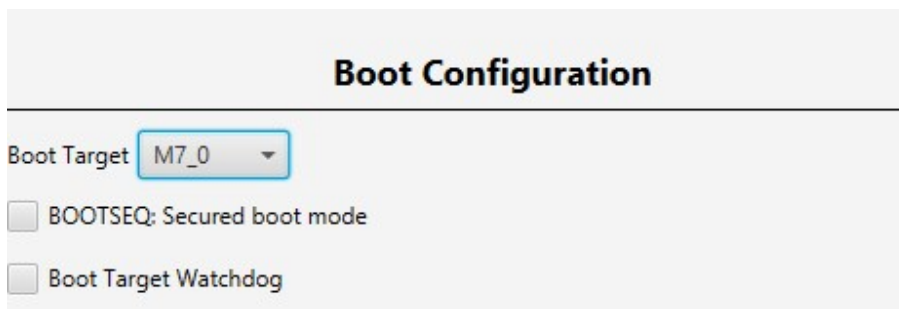 Boot Configuration
Boot Target M7_0
BOOTSEQ: Secured boot mode
Boot Target Watchdog